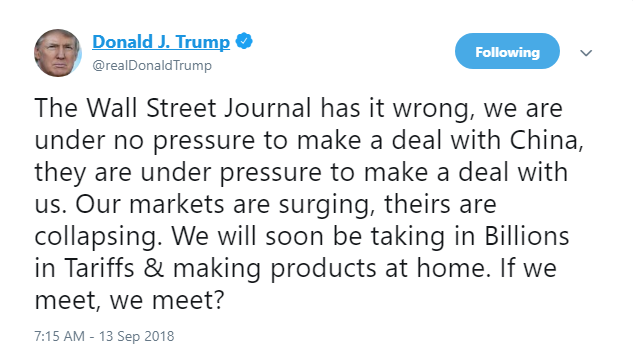 Donald J. Trump
Following
@realDonaldTrump
The Wall Street Journal has it wrong, we are
under no pressure to make a deal with China,
they are under pressure to make a deal with
us. Our markets are surging, theirs are
collapsing. We will soon be taking in Billions
in Tariffs & making products at home. If we
meet, we meet?
7:15 AM - 13 Sep 2018